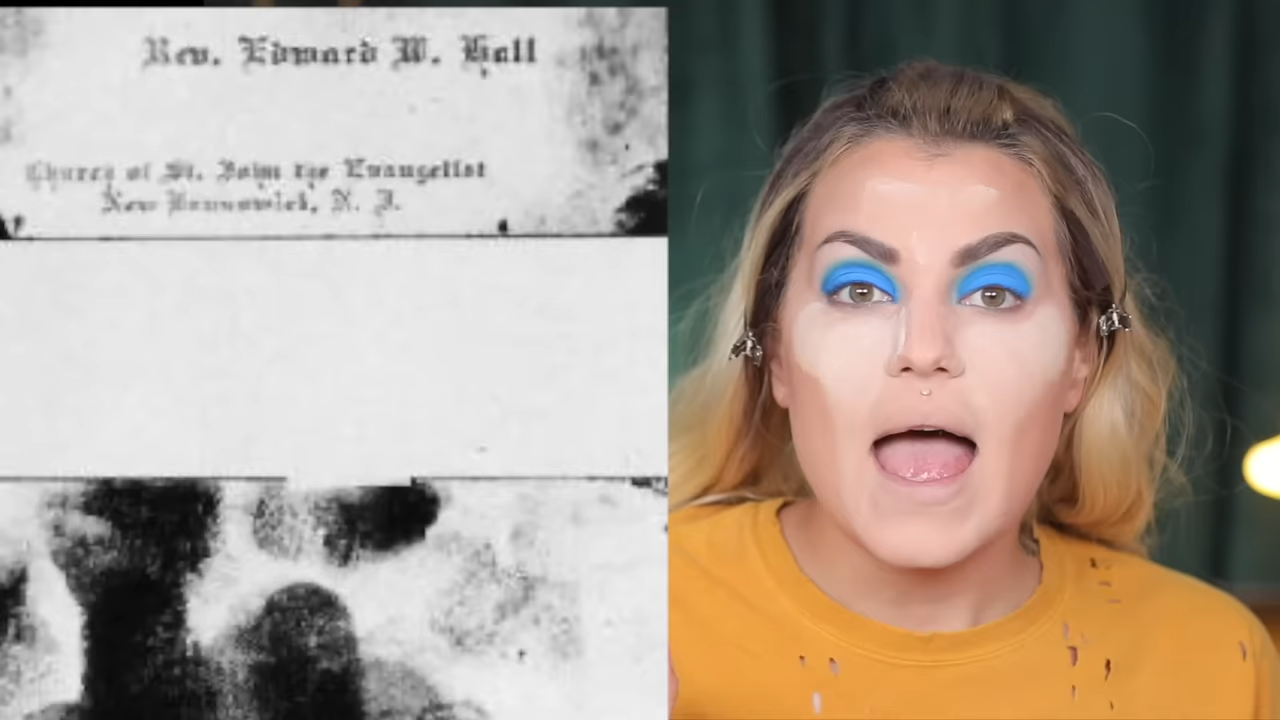 Rev. Edward W. Hall
Church of St. John the Evangelist
New Brunswick, N. J.